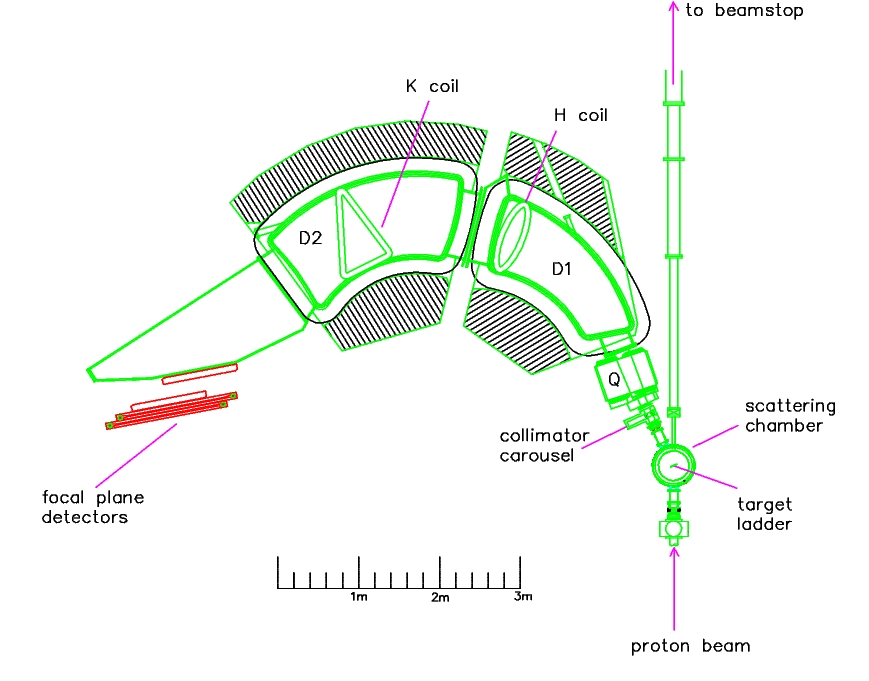 to beamstop
K coil
H coil
D2
D1
Q
scattering
chamber
collimator
carousel
focal plane
detectors
target
ladder
1m
2m
3m
proton beam